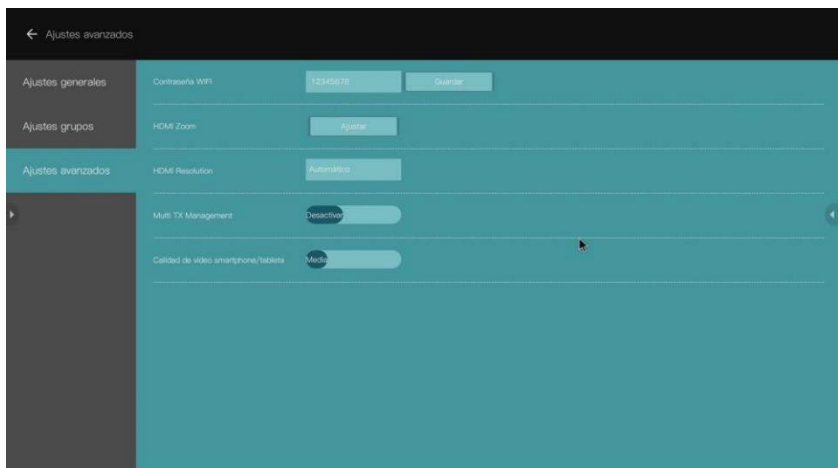 Ajustes avanzados
Ajustes generales
Ajustes grupos
Ajustes avanzados
Contraseña WIFI
12345678
Guardar
HDMI Zoom
Ajustar
HDMI Resolution
Automático
Multi TX Management
Desactivar
Calidad de video smartphone/tableta
Media